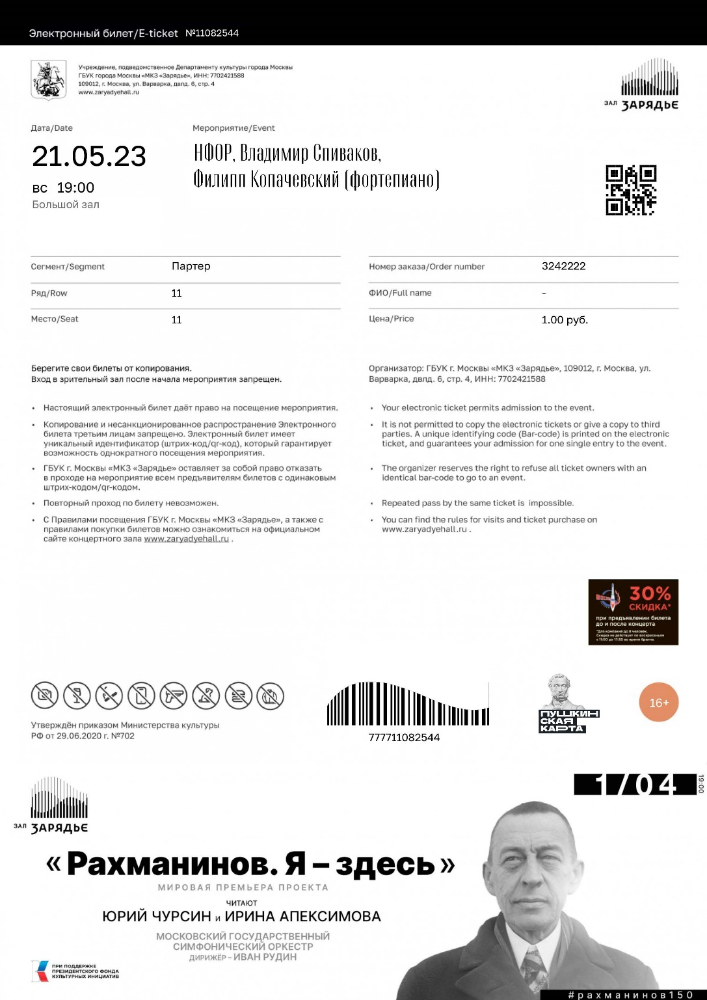 Электронный билет/E-ticket №11082544
Учреждение, подведомственное Департаменту культуры города Москвы
ГБУК города Москвы «МКЗ «Зарядье», ИНН: 7702421588
109012, г. Москва, ул. Варварка, двлд. 6, стр. 4
www.zaryadyehall.ru
ЗАЛ ЗАРЯДЬЕ
Дата/Date
21.05.23
вс 19:00
Большой зал
Мероприятие/Event
НФОР, Владимир Спиваков,
Филипп Копачевский (фортепиано)
Сегмент/Segment Партер
Ряд/Row 11
Место/Seat 11
Номер заказа/Order number 3242222
ФИО/Full name -
Цена/Price 1.00 руб.
Берегите свои билеты от копирования.
Вход в зрительный зал после начала мероприятия запрещен.
• Настоящий электронный билет даёт право на посещение мероприятия.
• Копирование и несанкционированное распространение Электронного
билета третьим лицам запрещено. Электронный билет имеет
уникальный идентификатор (штрих-код/qr-код), который гарантирует
возможность однократного посещения мероприятия.
• ГБУК г. Москвы «МКЗ «Зарядье» оставляет за собой право отказать
в проходе на мероприятие всем предъявителям билетов с одинаковым
штрих-кодом/qr-кодом.
• Повторный проход по билету невозможен.
• С Правилами посещения ГБУК г. Москвы «МКЗ «Зарядье», а также с
правилами покупки билетов можно ознакомиться на официальном
сайте концертного зала www.zaryadyehall.ru .
Организатор: ГБУК г. Москвы «МКЗ «Зарядье», 109012, г. Москва, ул.
Варварка, двлд. 6, стр. 4, ИНН: 7702421588
• Your electronic ticket permits admission to the event.
• It is not permitted to copy the electronic tickets or give a copy to third
parties. A unique identifying code (Bar-code) is printed on the electronic
ticket, and guarantees your admission for one single entry to the event.
• The organizer reserves the right to refuse all ticket owners with an
identical bar-code to go to an event.
• Repeated pass by the same ticket is impossible.
• You can find the rules for visits and ticket purchase on
www.zaryadyehall.ru .
30%
СКИДКА*
при предъявлении билета
до и после концерта
*Для компаний до 8 человек.
Скидка не действует по воскресеньям
с 11:00 до 17:30 во время бранча.
Утверждён приказом Министерства культуры
РФ от 29.06.2020 г. №702
777711082544
ПУШКИН
СКАЯ
КАРТА
16+
ЗАЛ ЗАРЯДЬЕ
1/04
19:00
«Рахманинов. Я – здесь»
МИРОВАЯ ПРЕМЬЕРА ПРОЕКТА
ЧИТАЮТ
ЮРИЙ ЧУРСИН и ИРИНА АПЕКСИМОВА
МОСКОВСКИЙ ГОСУДАРСТВЕННЫЙ
СИМФОНИЧЕСКИЙ ОРКЕСТР
ДИРИЖЁР – ИВАН РУДИН
ПРИ ПОДДЕРЖКЕ
ПРЕЗИДЕНТСКОГО ФОНДА
КУЛЬТУРНЫХ ИНИЦИАТИВ
#рахманинов150